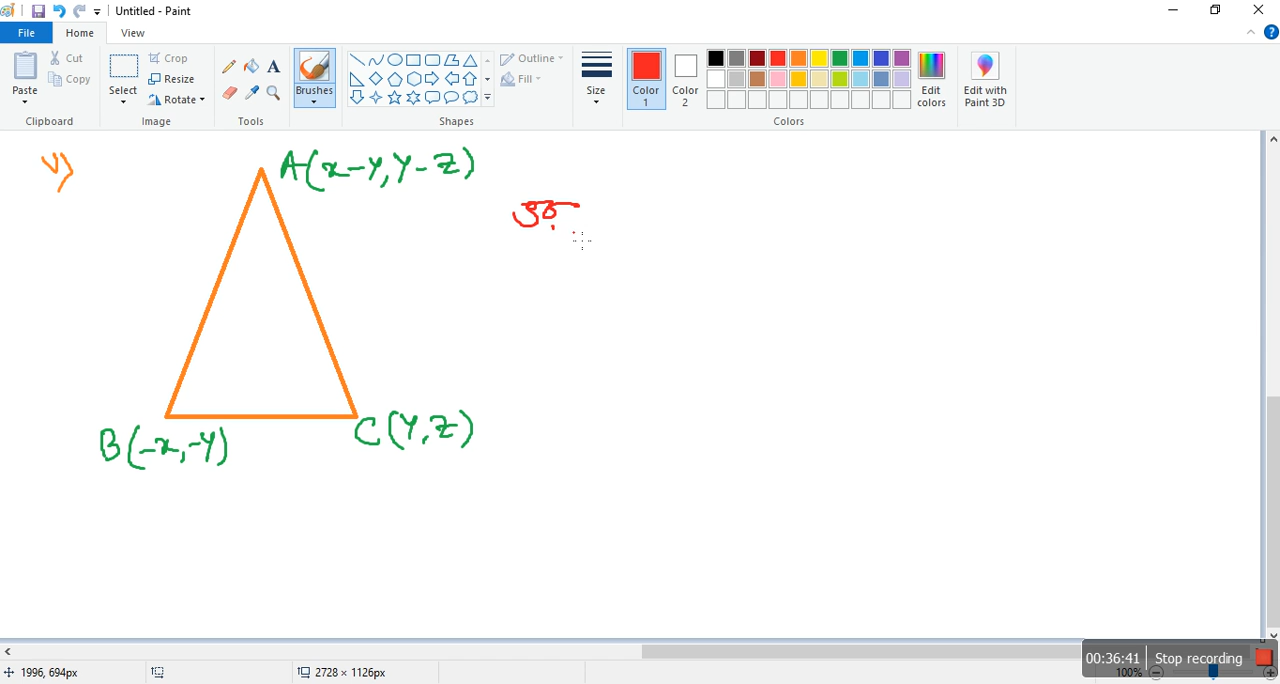 Untitled - Paint
File
Home
View
Paste
Cut
Copy
Clipboard
Select
Crop
Resize
Rotate
Image
Tools
Brushes
Shapes
Outline
Fill
Size
Color 1
Color 2
Edit colors
Edit with Paint 3D
Colors
v)
A(x-y, y-z)
B(-x,-y)
C(y,z)
1996, 694px
2728 × 1126px
100%
00:36:41
Stop recording